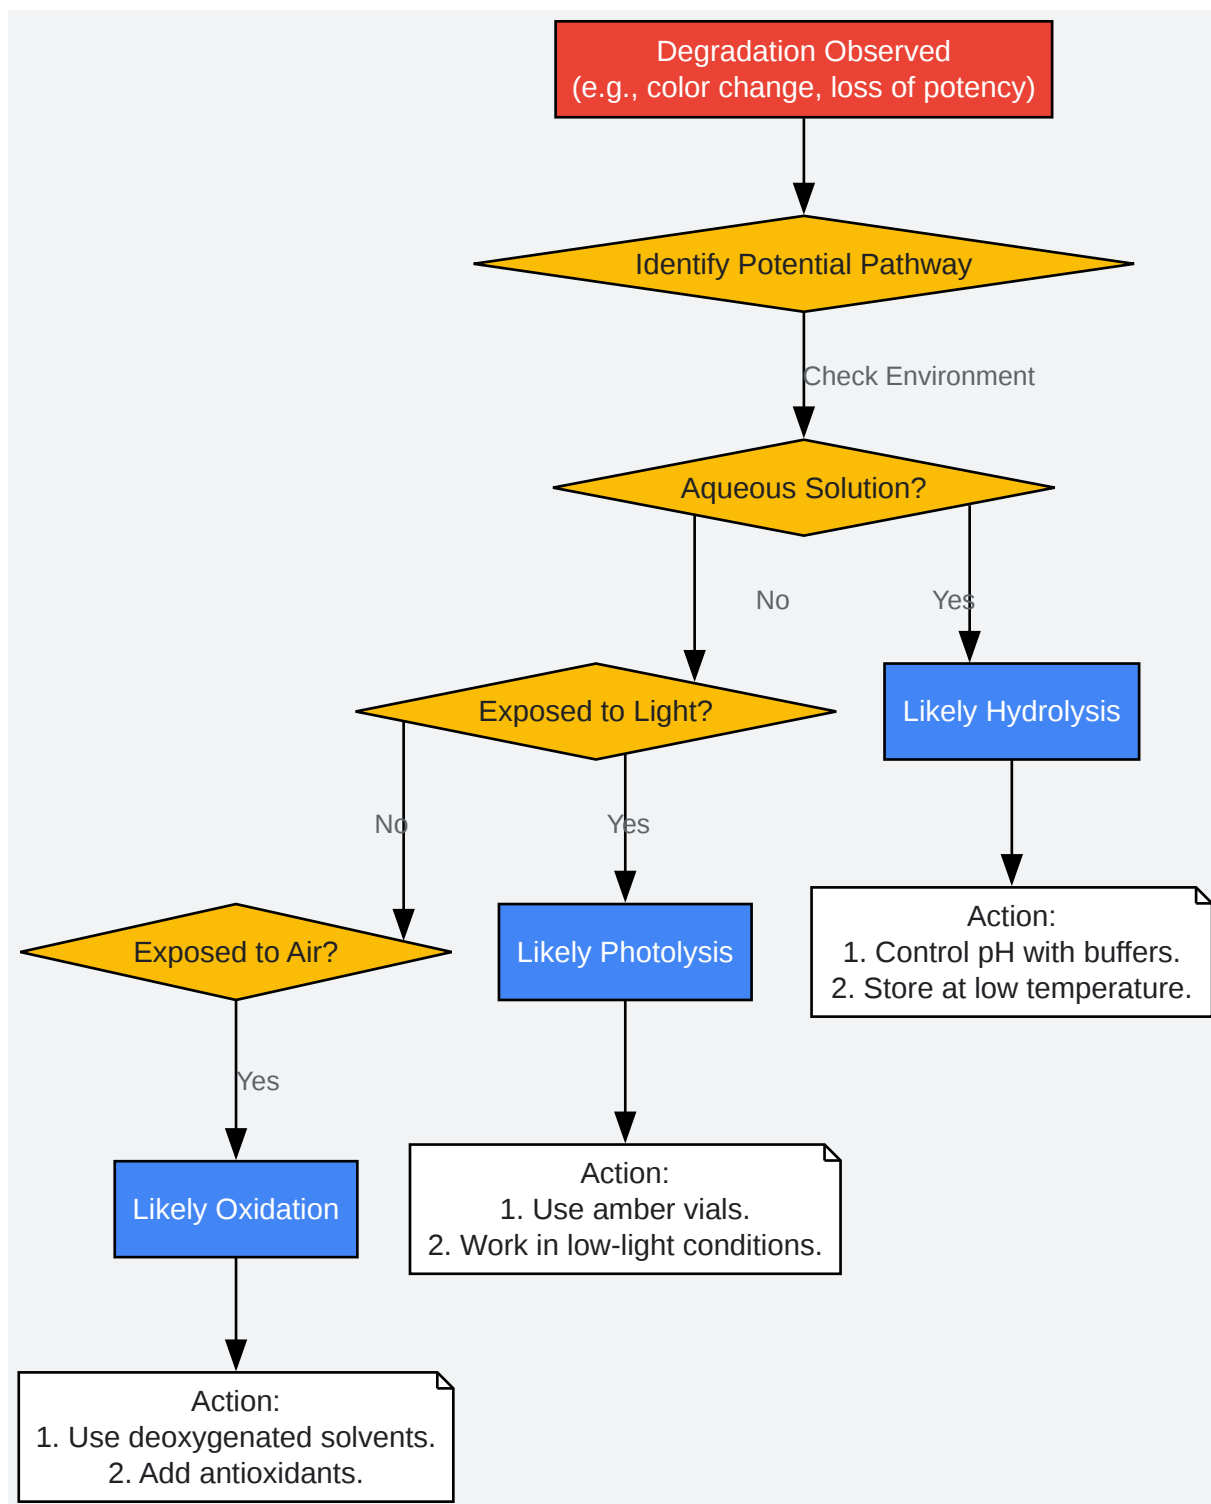 Degradation Observed
(e.g., color change, loss of potency)
Identify Potential Pathway
Check Environment
Aqueous Solution?
No
Yes
Exposed to Light?
Likely Hydrolysis
No
Yes
Exposed to Air?
Likely Photolysis
Action:
1. Control pH with buffers.
2. Store at low temperature.
Yes
Likely Oxidation
Action:
1. Use amber vials.
2. Work in low-light conditions.
Action:
1. Use deoxygenated solvents.
2. Add antioxidants.